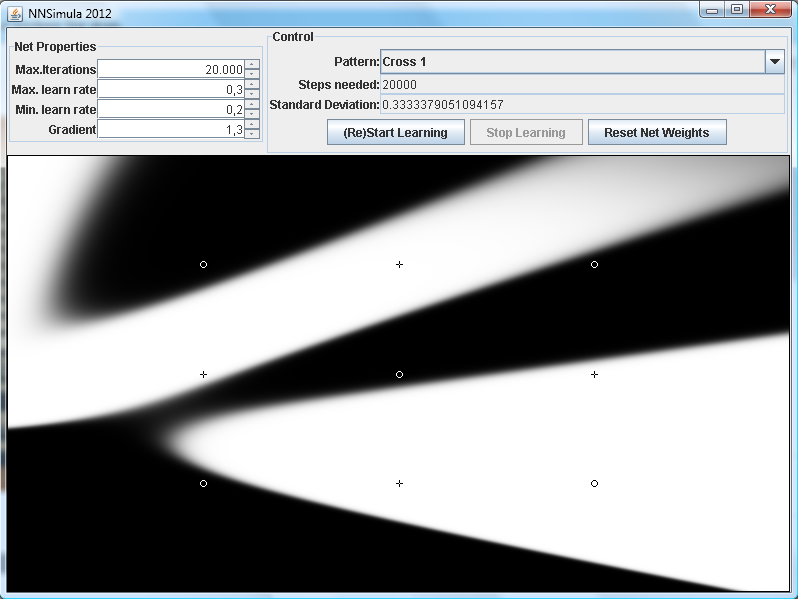 NNSimula 2012
Net Properties
Max.Iterations 20.000
Max. learn rate 0,3
Min. learn rate 0,2
Gradient 1,3
Control
Pattern: Cross 1
Steps needed: 20000
Standard Deviation: 0.3333379051094157
(Re)Start Learning Stop Learning Reset Net Weights